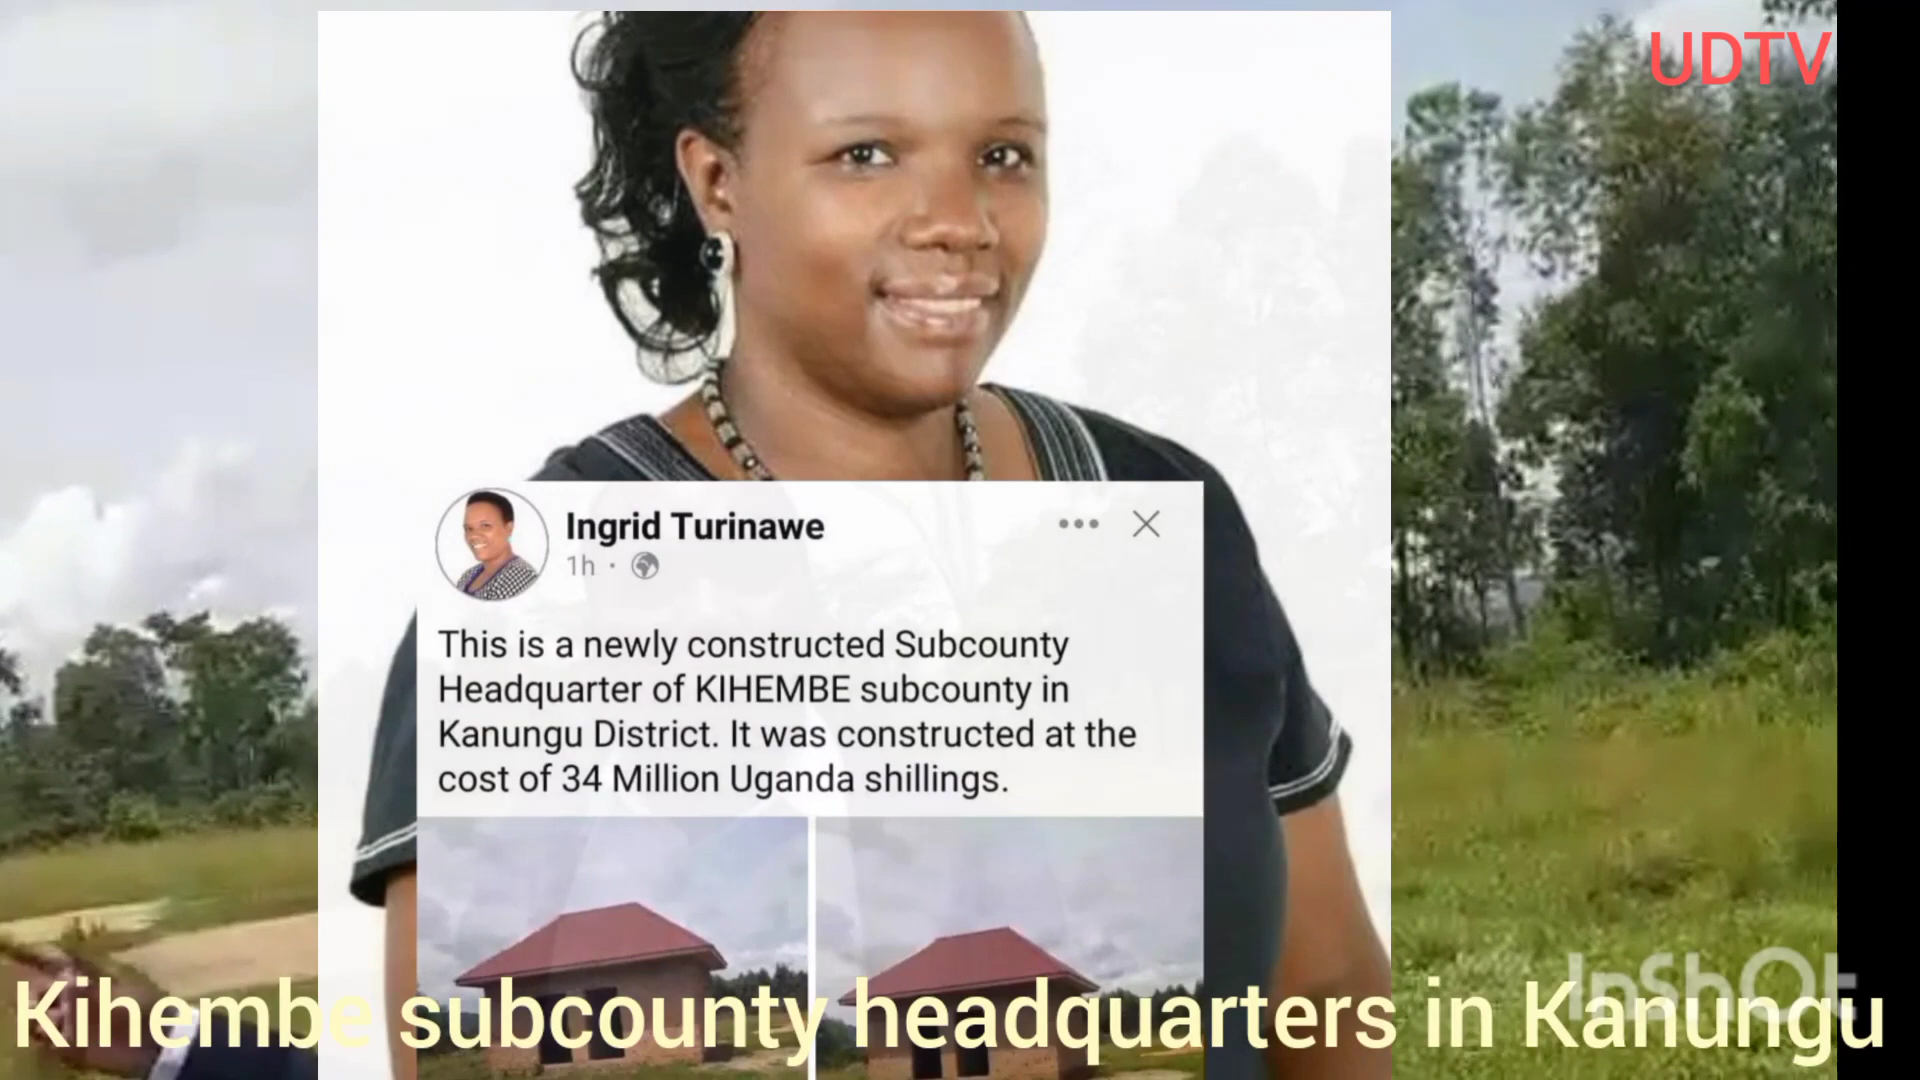 UDTV
Ingrid Turinawe
1h
This is a newly constructed Subcounty
Headquarter of KIHEMBE subcounty in
Kanungu District. It was constructed at the
cost of 34 Million Uganda shillings.
InShOt
Kihembe subcounty headquarters in Kanungu